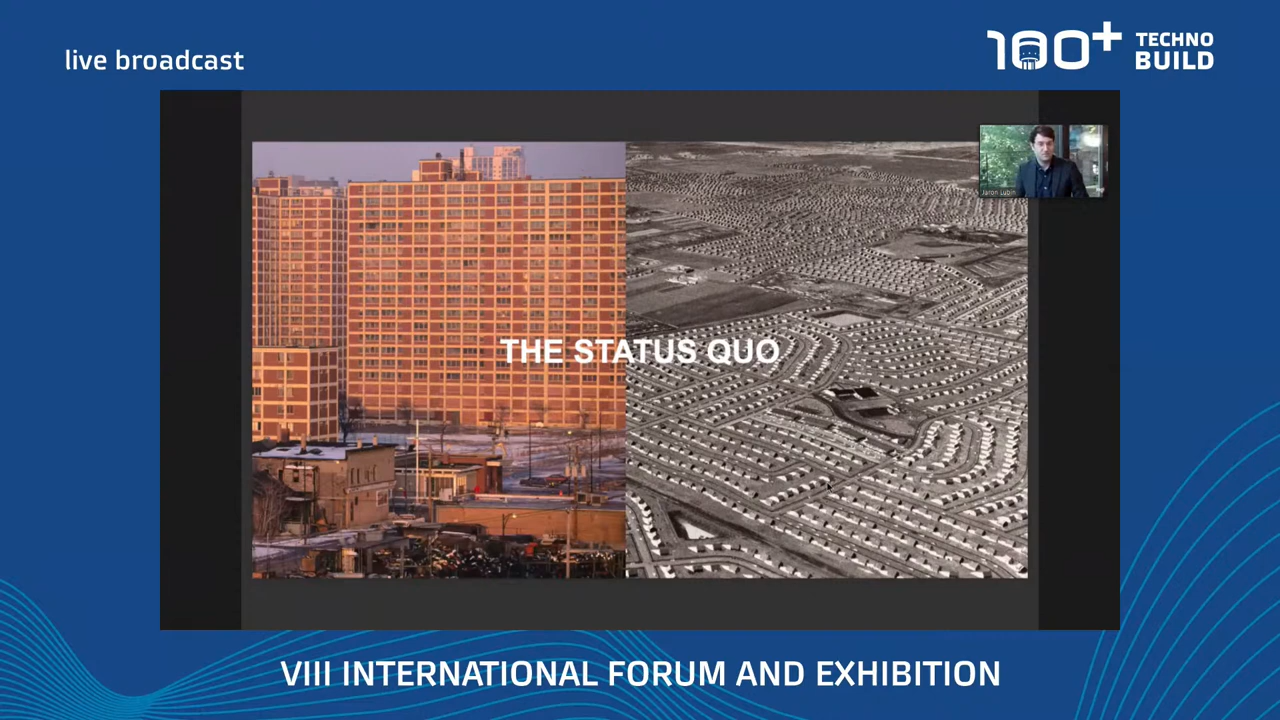 live broadcast
100+ TECHNO
BUILD
Jaron Lubin
THE STATUS QUO
VIII INTERNATIONAL FORUM AND EXHIBITION